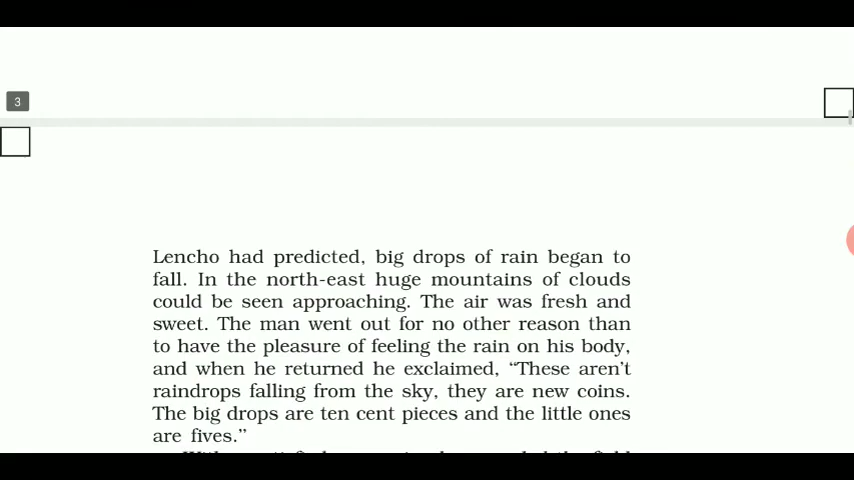 3
Lencho had predicted, big drops of rain began to
fall. In the north-east huge mountains of clouds
could be seen approaching. The air was fresh and
sweet. The man went out for no other reason than
to have the pleasure of feeling the rain on his body,
and when he returned he exclaimed, “These aren’t
raindrops falling from the sky, they are new coins.
The big drops are ten cent pieces and the little ones
are fives.”